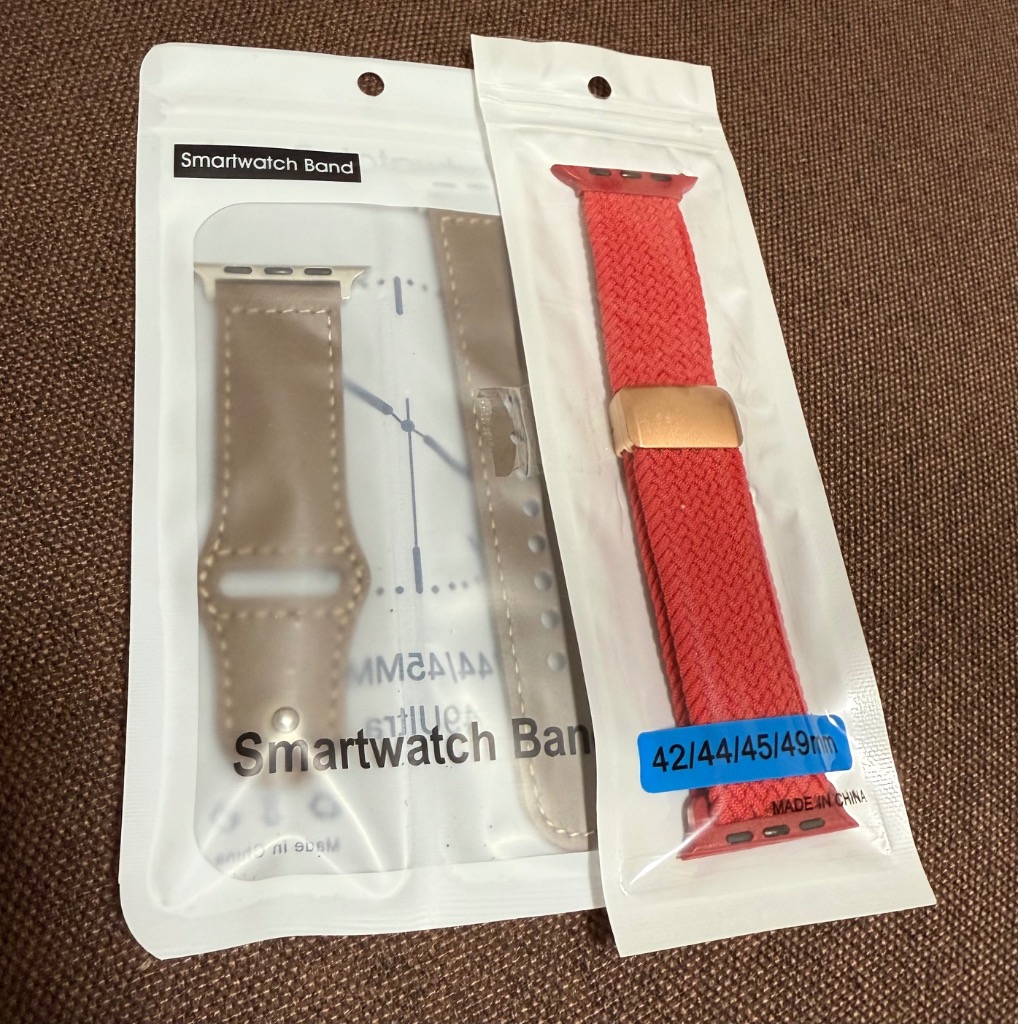 Smartwatch Band
44/45MM
49Ultra
Smartwatch Ban
Made in China
42/44/45/49mm
MADE IN CHINA